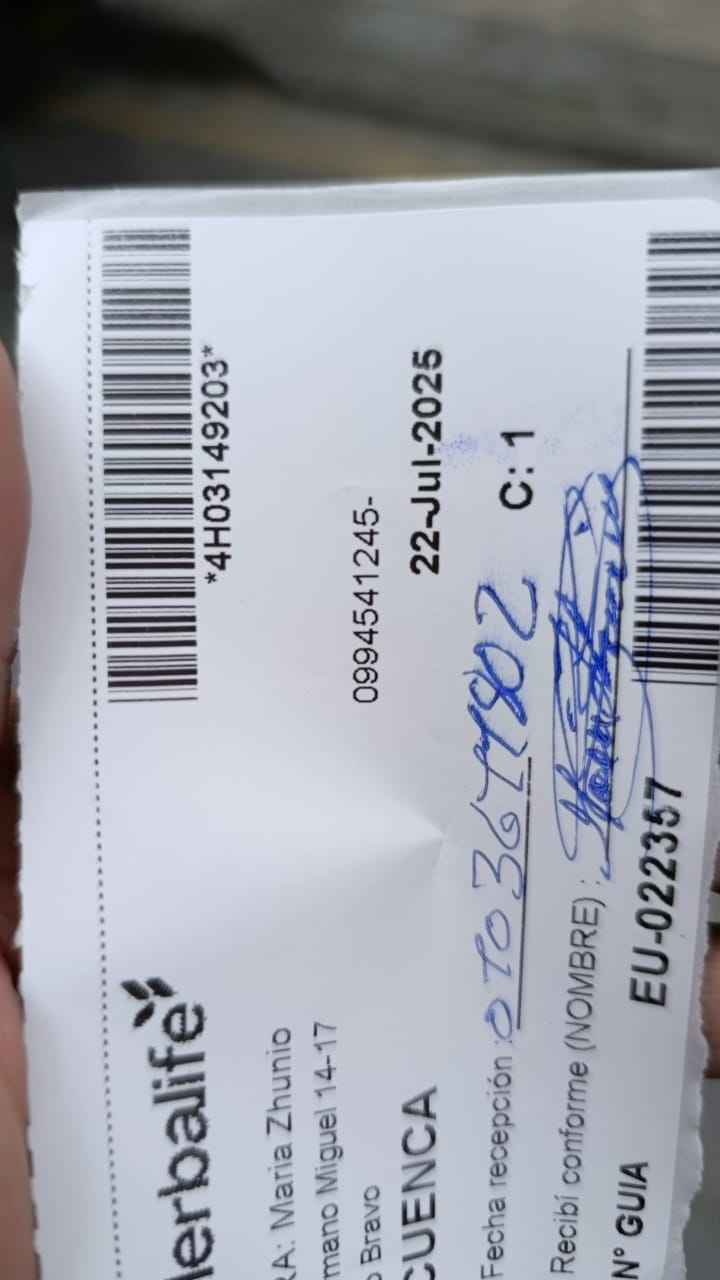 *4H03149203*
erbalife
RA: Maria Zhunio
mano Miguel 14-17
0994541245-
o Bravo
CUENCA
22-Jul-2025
Fecha recepción :
C: 1
Recibí conforme (NOMBRE) :
N° GUIA EU-022357